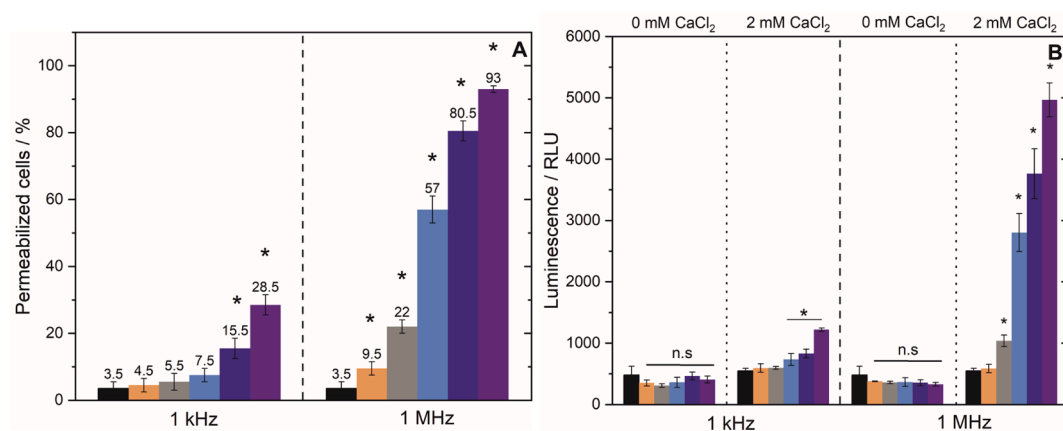 A
Permeabilized cells / %
100
80
60
40
20
0
3.5
4.5
5.5
7.5
15.5
*
28.5
*
3.5
9.5
*
22
*
57
*
80.5
*
93
*
1 kHz
1 MHz
0 mM CaCl₂
2 mM CaCl₂
0 mM CaCl₂
2 mM CaCl₂
B
Luminescence / RLU
6000
5000
4000
3000
2000
1000
0
n.s
*
n.s
*
*
*
*
1 kHz
1 MHz